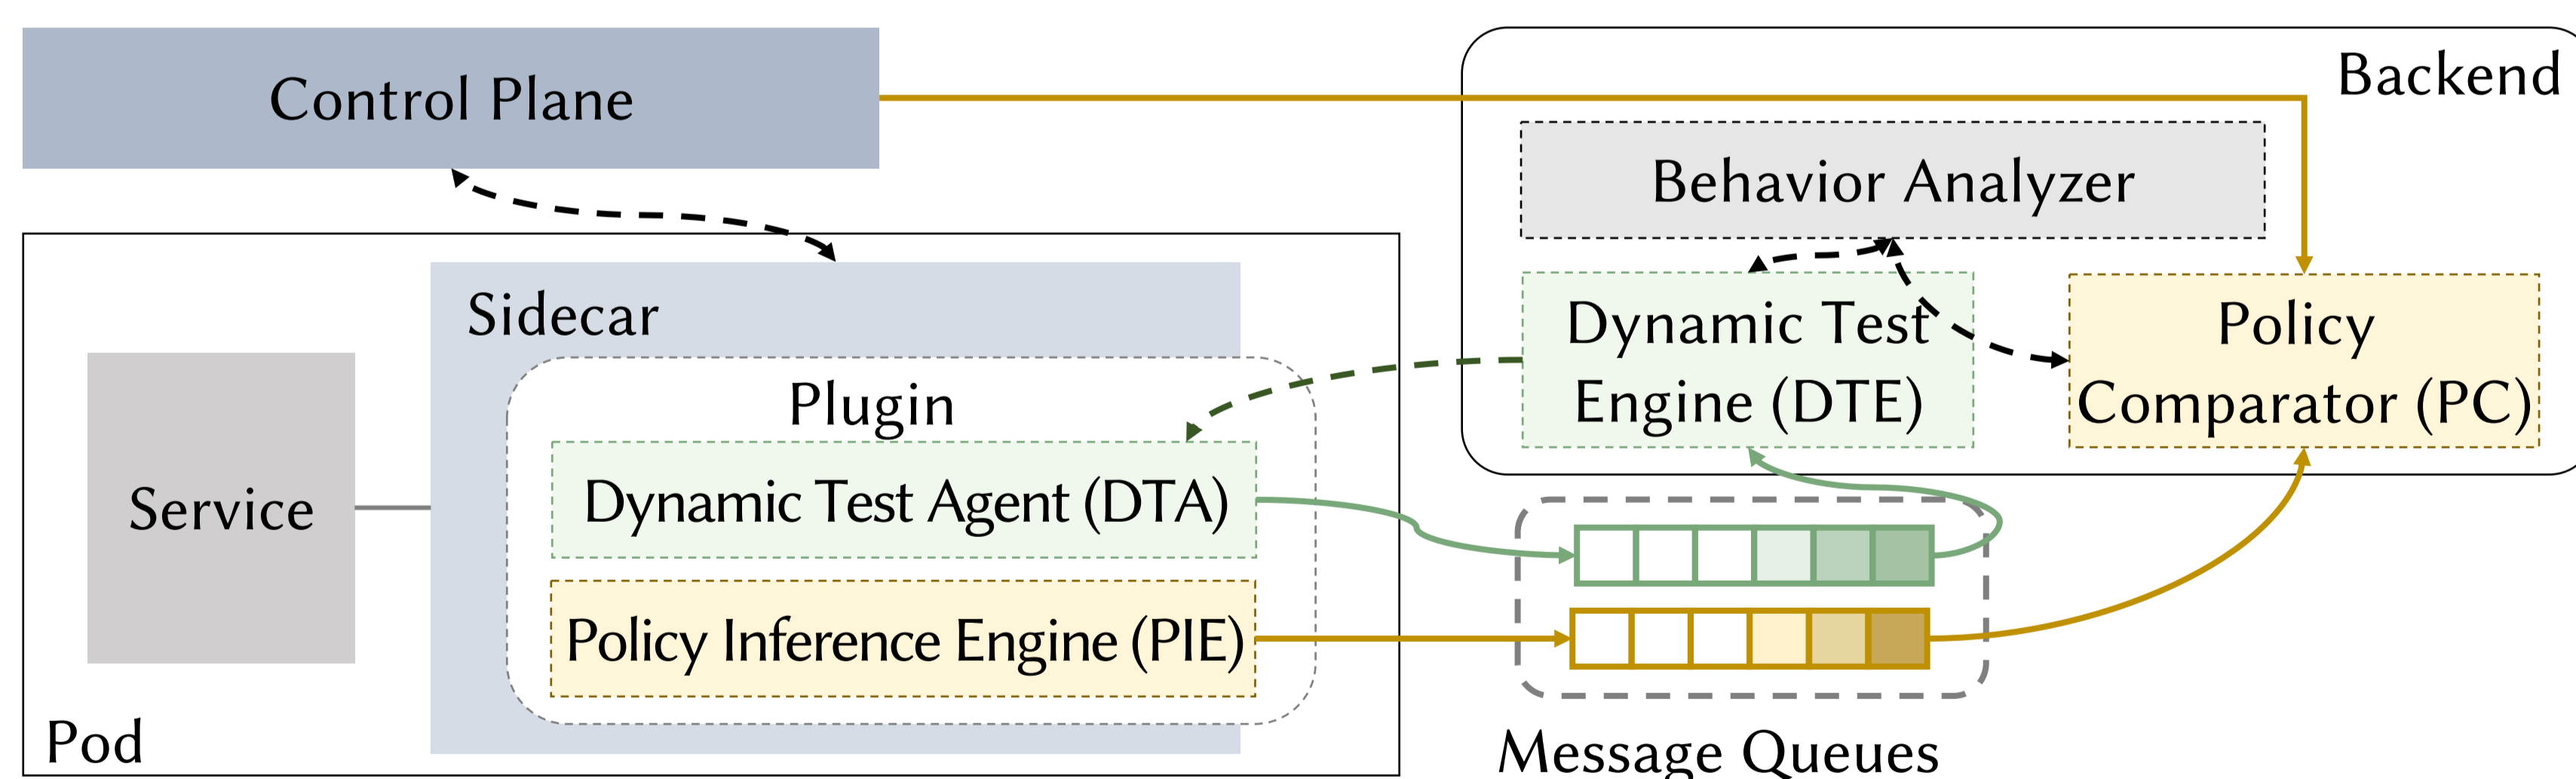 Control Plane
Backend
Behavior Analyzer
Sidecar
Dynamic Test
Engine (DTE)
Policy
Comparator (PC)
Plugin
Service
Dynamic Test Agent (DTA)
Policy Inference Engine (PIE)
Pod
Message Queues